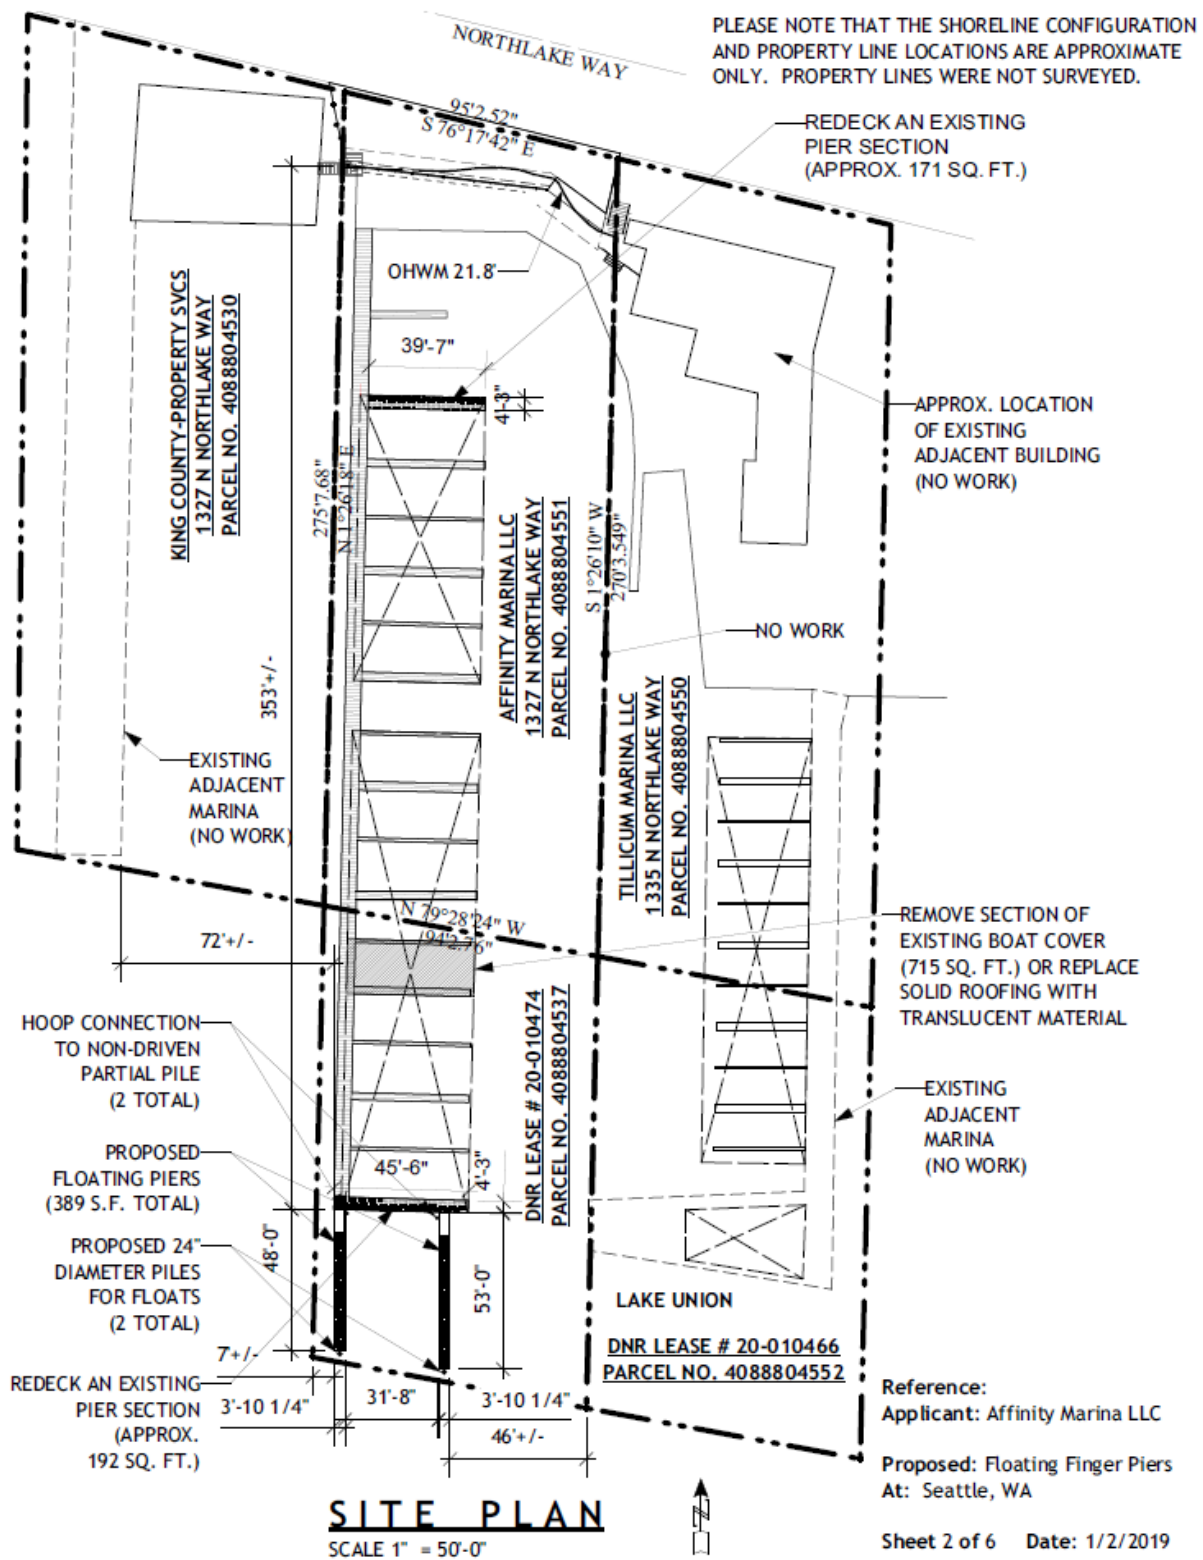 NORTHLAKE WAY
PLEASE NOTE THAT THE SHORELINE CONFIGURATION
AND PROPERTY LINE LOCATIONS ARE APPROXIMATE
ONLY. PROPERTY LINES WERE NOT SURVEYED.
95'2.52"
S 76°17'42" E
REDECK AN EXISTING
PIER SECTION
(APPROX. 171 SQ. FT.)
OHWM 21.8'
KING COUNTY-PROPERTY SVCS
1327 N NORTHLAKE WAY
PARCEL NO. 4088804530
39'-7"
4'-3"
APPROX. LOCATION
OF EXISTING
ADJACENT BUILDING
(NO WORK)
275'7.68"
N 1°26'18" E
AFFINITY MARINA LLC
1327 N NORTHLAKE WAY
PARCEL NO. 4088804551
S 1°26'10" W
270'3.549"
NO WORK
353'+/-
TILLICUM MARINA LLC
1335 N NORTHLAKE WAY
PARCEL NO. 4088804550
EXISTING
ADJACENT
MARINA
(NO WORK)
N 79°28'24" W
(94'2.76"
72'+/-
REMOVE SECTION OF
EXISTING BOAT COVER
(715 SQ. FT.) OR REPLACE
SOLID ROOFING WITH
TRANSLUCENT MATERIAL
HOOP CONNECTION
TO NON-DRIVEN
PARTIAL PILE
(2 TOTAL)
DNR LEASE # 20-010474
PARCEL NO. 4088804537
EXISTING
ADJACENT
MARINA
(NO WORK)
PROPOSED
FLOATING PIERS
(389 S.F. TOTAL)
45'-6"
4'-3"
PROPOSED 24"
DIAMETER PILES
FOR FLOATS
(2 TOTAL)
48'-0"
53'-0"
LAKE UNION
DNR LEASE # 20-010466
PARCEL NO. 4088804552
7'+/-
REDECK AN EXISTING
PIER SECTION
(APPROX.
192 SQ. FT.)
3'-10 1/4"
31'-8"
3'-10 1/4"
46'+/-
Reference:
Applicant: Affinity Marina LLC
Proposed: Floating Finger Piers
At: Seattle, WA
Sheet 2 of 6 Date: 1/2/2019
SITE PLAN
SCALE 1" = 50'-0"
N